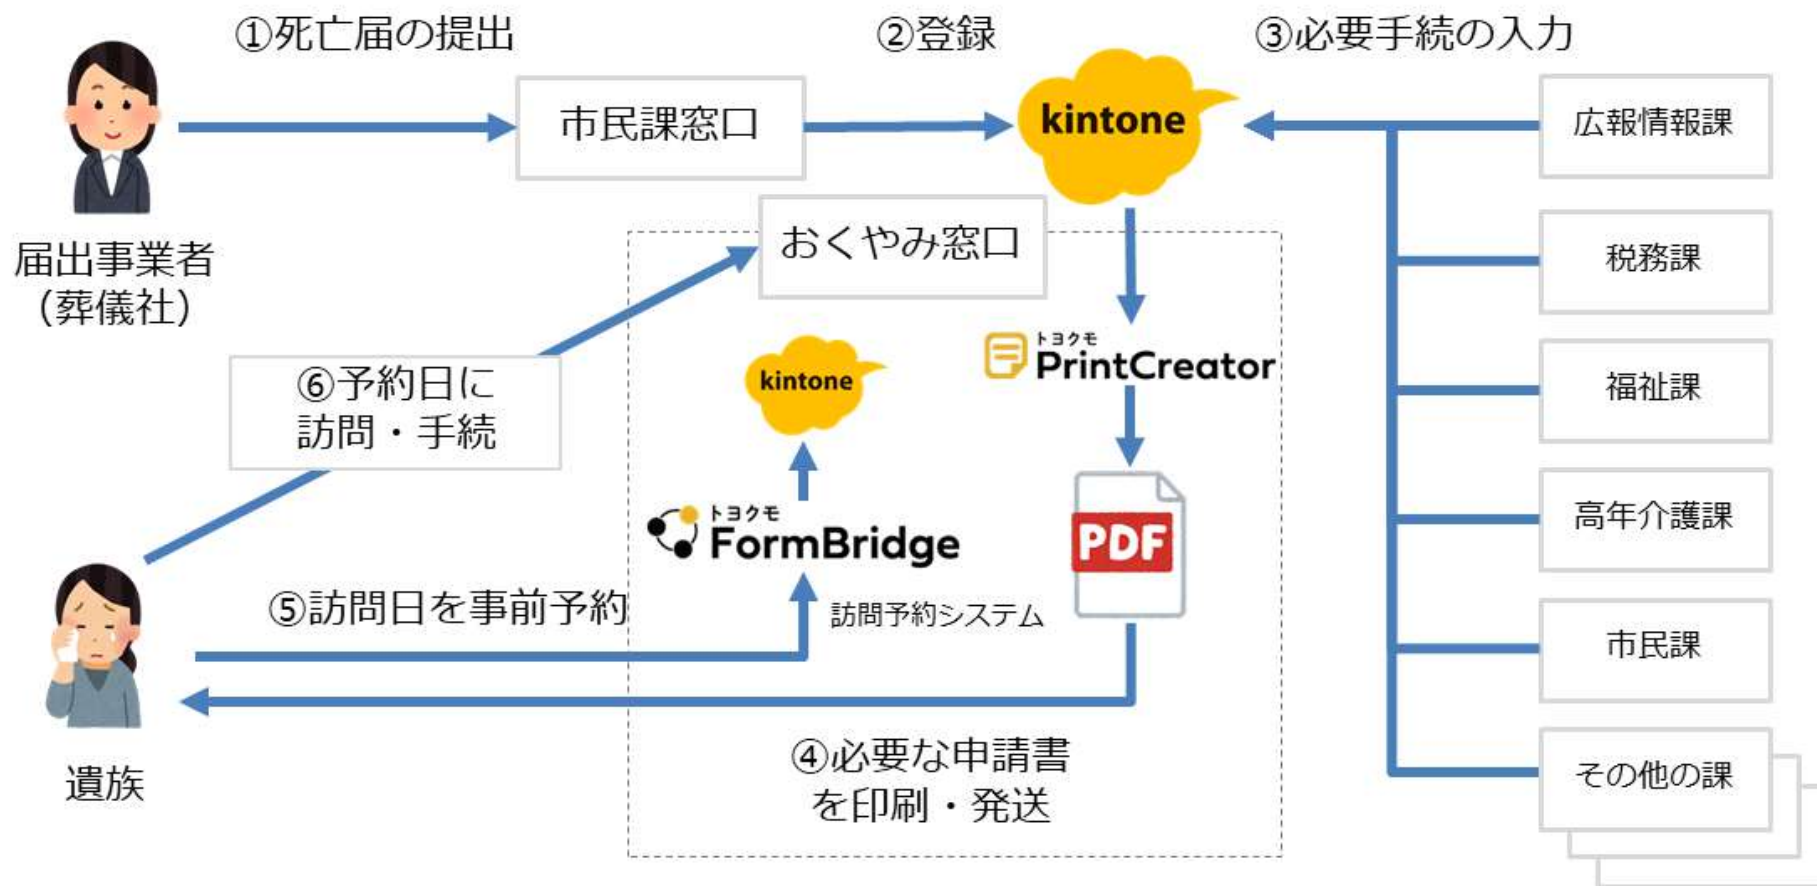 ①死亡届の提出
②登録
③必要手続の入力
市民課窓口
kintone
広報情報課
届出事業者
（葬儀社）
おくやみ窓口
税務課
トヨクモ
PrintCreator
kintone
⑥予約日に
訪問・手続
福祉課
トヨクモ
FormBridge
PDF
高年介護課
⑤訪問日を事前予約
訪問予約システム
市民課
遺族
④必要な申請書
を印刷・発送
その他の課